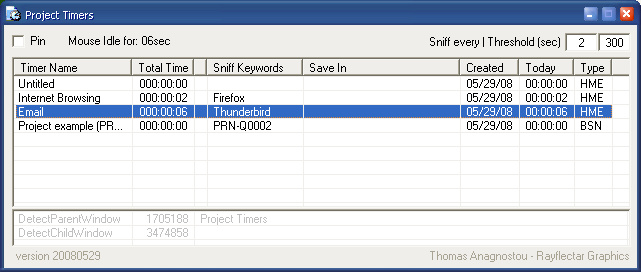 Project Timers
Pin Mouse Idle for: 06sec Sniff every | Threshold (sec) 2 300
Timer Name Total Time Sniff Keywords Save In Created Today Type
Untitled 000:00:00 05/29/08 00:00:00 HME
Internet Browsing 000:00:02 Firefox 05/29/08 00:00:02 HME
Email 000:00:06 Thunderbird 05/29/08 00:00:06 HME
Project example (PR... 000:00:00 PRN-Q0002 05/29/08 00:00:00 BSN
DetectParentWindow 1705188 Project Timers
DetectChildWindow 3474858
version 20080529 Thomas Anagnostou - Rayflectar Graphics